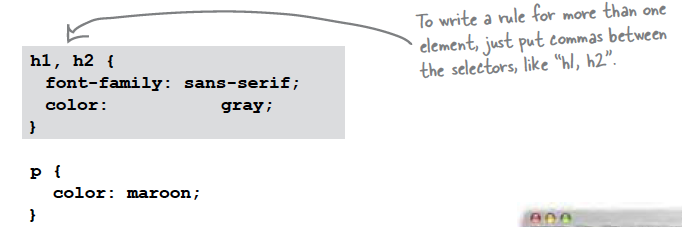 To write a rule for more than one
element, just put commas between
the selectors, like "h1, h2".
h1, h2 {
font-family: sans-serif;
color: gray;
}
p {
color: maroon;
}